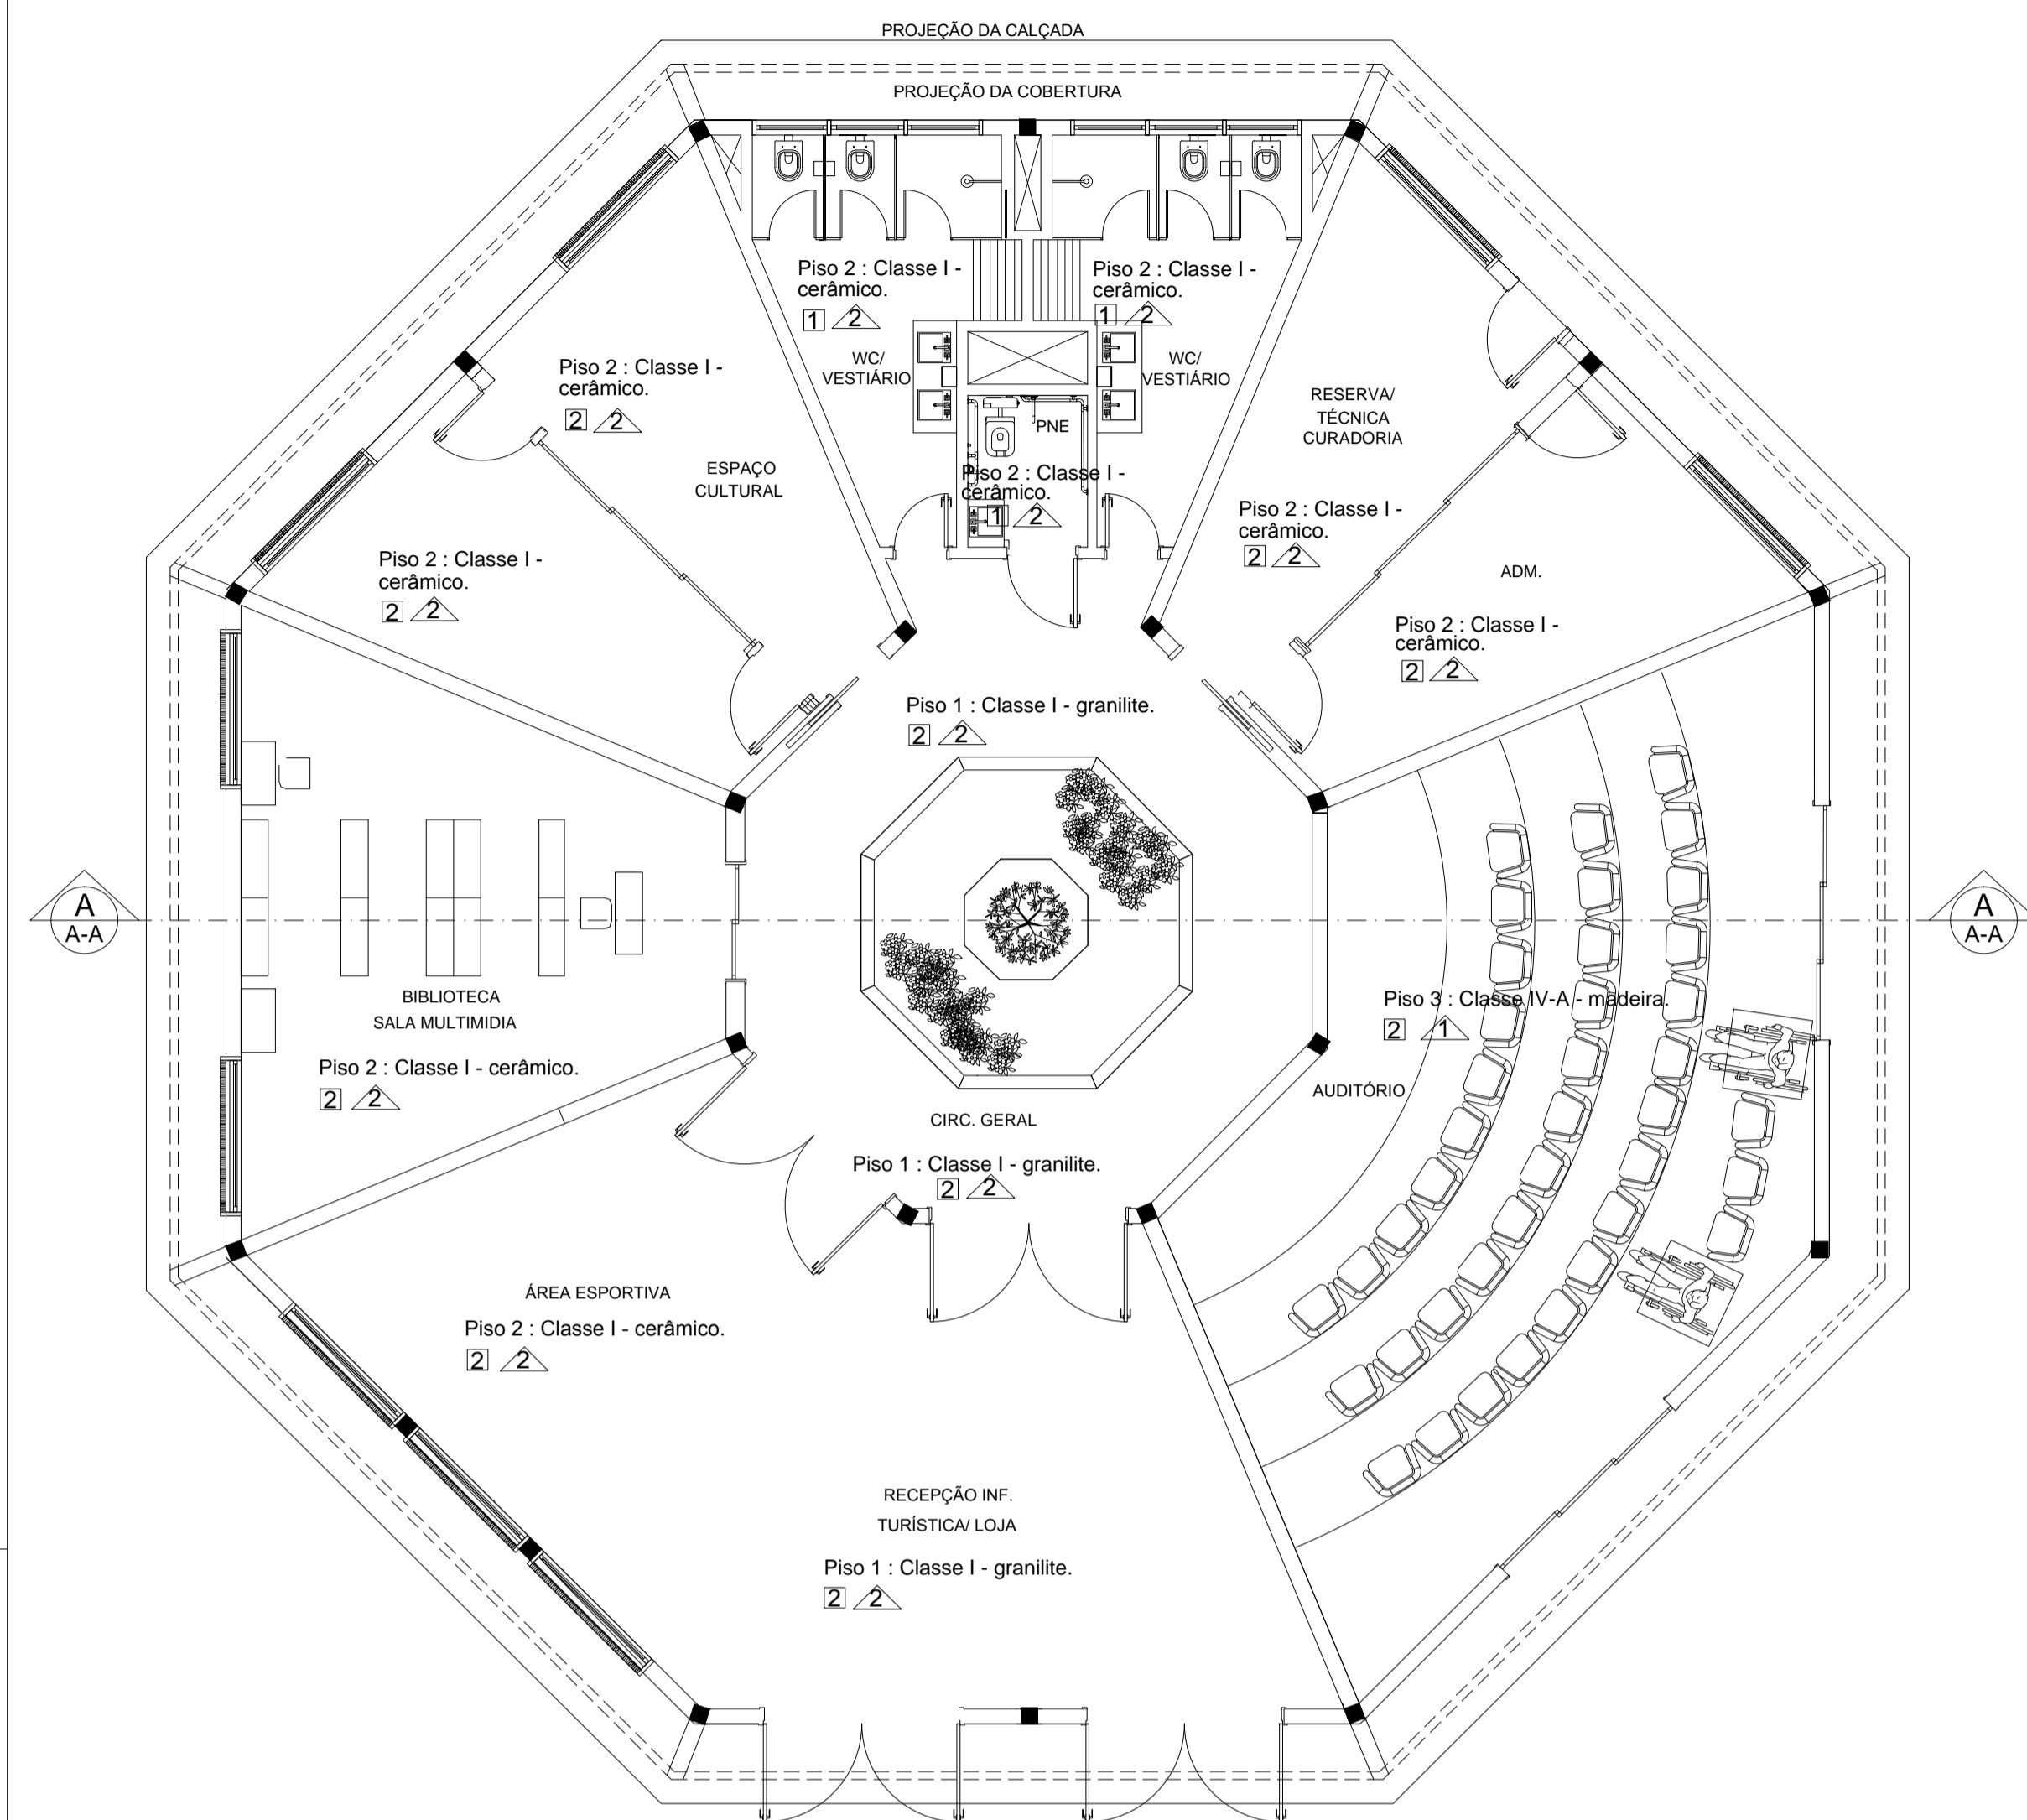 PROJEÇÃO DA CALÇADA
PROJEÇÃO DA COBERTURA
Piso 2 : Classe I -
cerâmico.
1 2
WC/
VESTIÁRIO
Piso 2 : Classe I -
cerâmico.
1 2
WC/
VESTIÁRIO
Piso 2 : Classe I -
cerâmico.
2 2
ESPAÇO
CULTURAL
PNE
Piso 2 : Classe I -
cerâmico.
1 2
RESERVA/
TÉCNICA
CURADORIA
Piso 2 : Classe I -
cerâmico.
2 2
Piso 2 : Classe I -
cerâmico.
2 2
ADM.
Piso 2 : Classe I -
cerâmico.
2 2
Piso 1 : Classe I - granilite.
2 2
A
A-A
A
A-A
BIBLIOTECA
SALA MULTIMIDIA
Piso 2 : Classe I - cerâmico.
2 2
Piso 3 : Classe IV-A - madeira.
2 1
AUDITÓRIO
CIRC. GERAL
Piso 1 : Classe I - granilite.
2 2
ÁREA ESPORTIVA
Piso 2 : Classe I - cerâmico.
2 2
RECEPÇÃO INF.
TURÍSTICA/ LOJA
Piso 1 : Classe I - granilite.
2 2